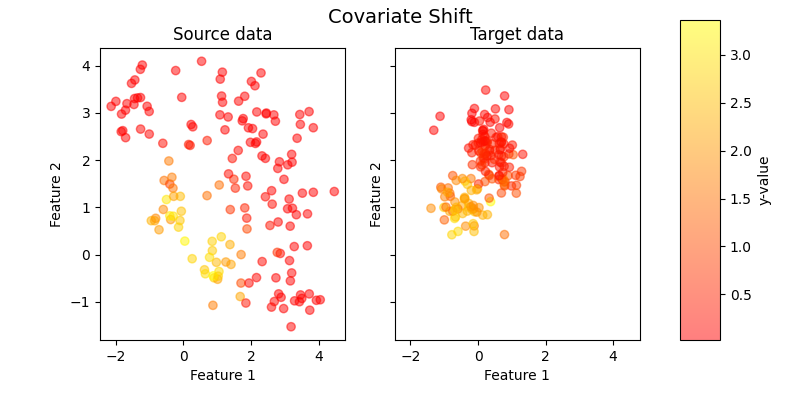 Covariate Shift
Source data
Target data
4
3
2
1
0
−1
−2
0
2
4
−2
0
2
4
Feature 2
Feature 2
Feature 1
Feature 1
3.0
2.5
2.0
1.5
1.0
0.5
y-value